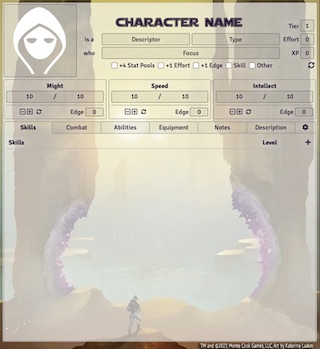 CHARACTER NAME
Tier 1
is a Descriptor Type Effort 0
who Focus XP 0
+4 Stat Pools +1 Effort +1 Edge Skill Other
Might Speed Intellect
10 / 10 10 / 10 10 / 10
Edge 0 Edge 0 Edge 0
Skills Combat Abilities Equipment Notes Description
Skills Level +
TM and ©2021 Monte Cook Games, LLC. Art by Katerina Ladon